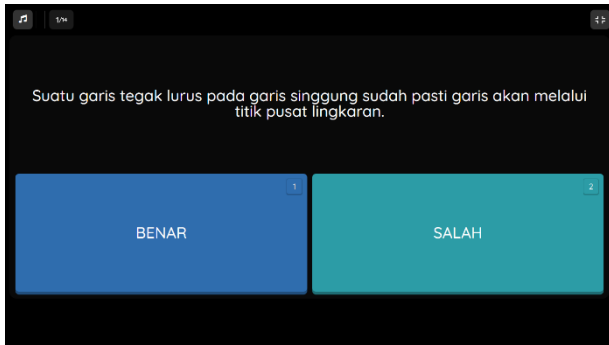 1/14
Suatu garis tegak lurus pada garis singgung sudah pasti garis akan melalui
titik pusat lingkaran.
1
BENAR
2
SALAH